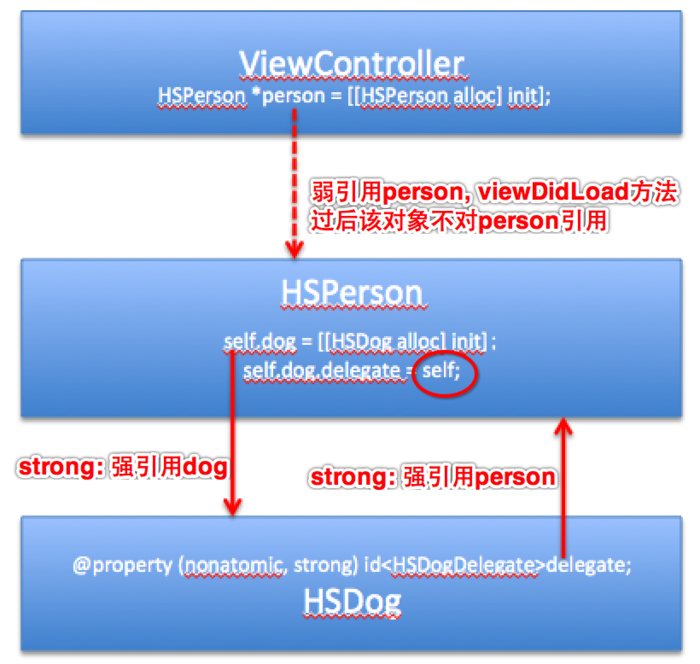 ViewController
HSPerson *person = [[HSPerson alloc] init];
弱引用person, viewDidLoad方法
过后该对象不对person引用
HSPerson
self.dog = [[HSDog alloc] init] ;
self.dog.delegate = self;
strong: 强引用dog
strong: 强引用person
@property (nonatomic, strong) id<HSDogDelegate>delegate;
HSDog